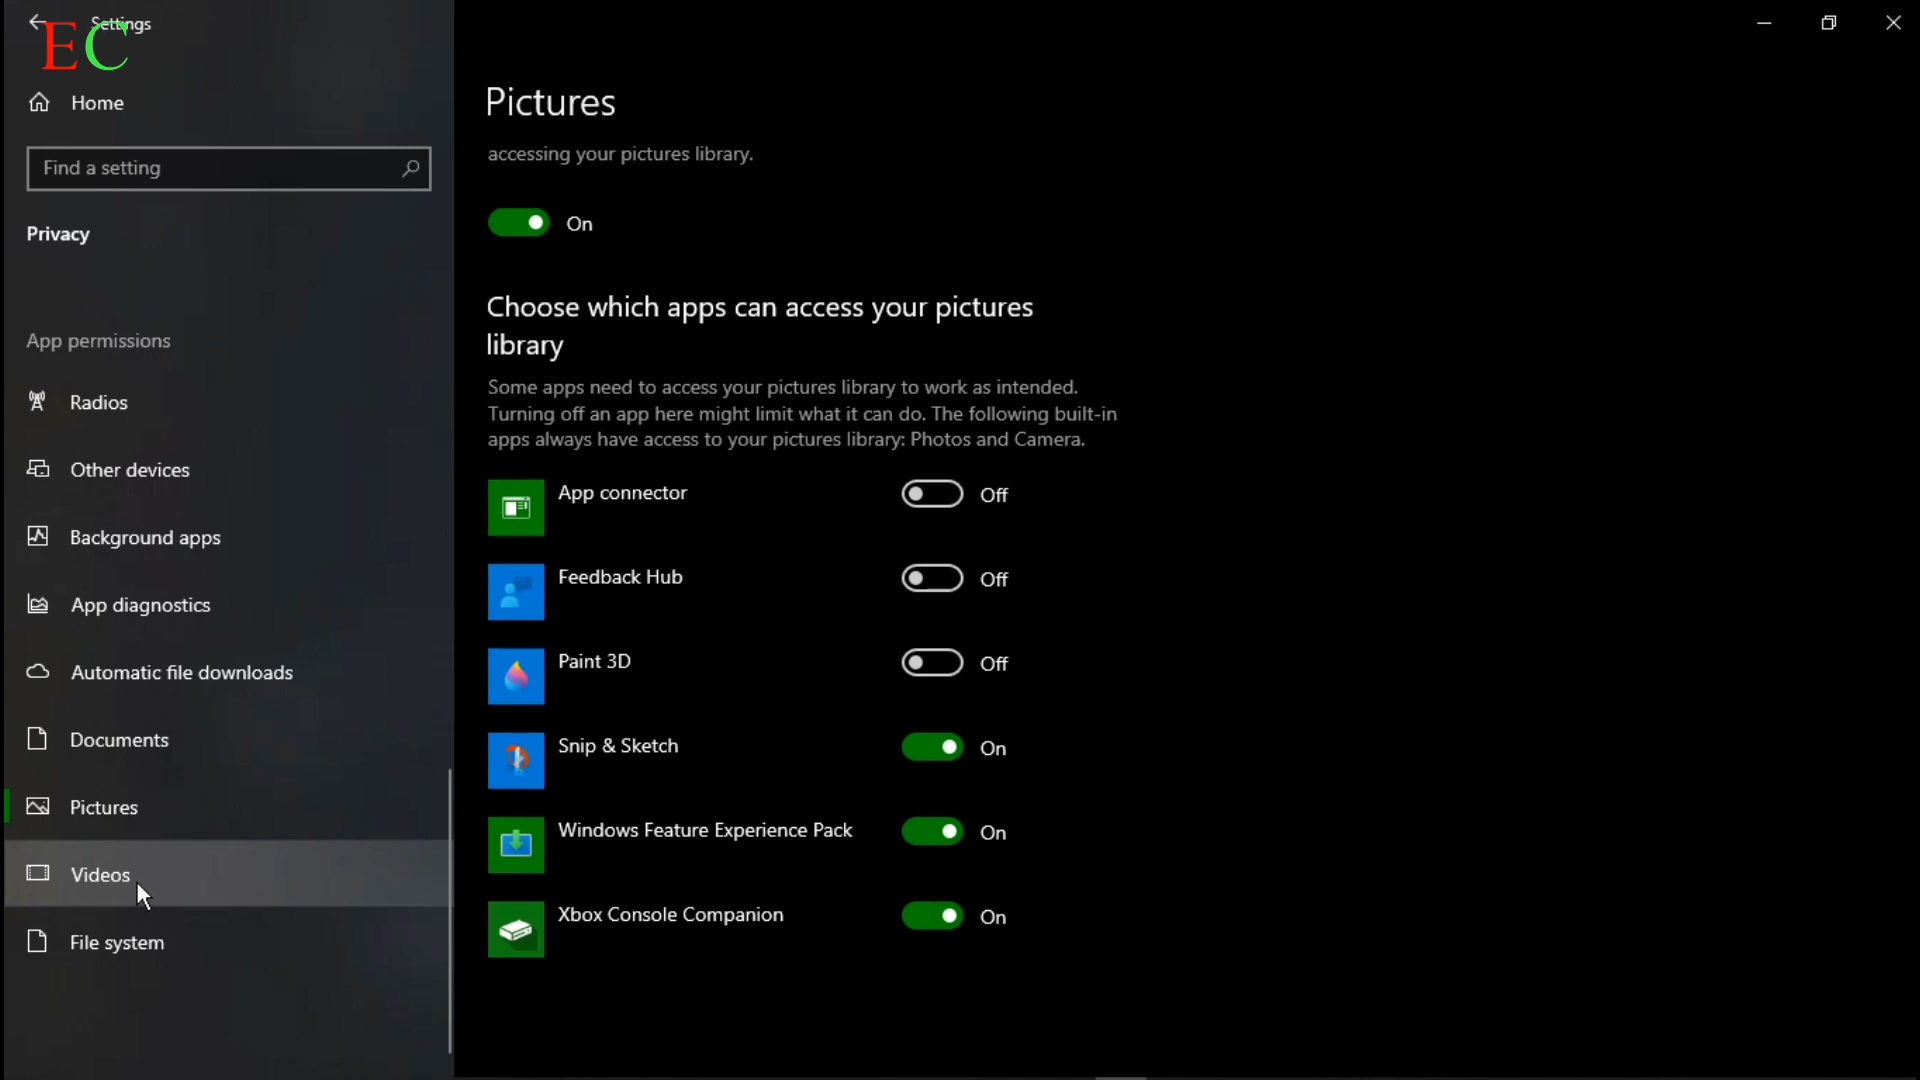 Settings
EC
Home
Find a setting
Privacy
App permissions
Radios
Other devices
Background apps
App diagnostics
Automatic file downloads
Documents
Pictures
Videos
File system
Pictures
accessing your pictures library.
On
Choose which apps can access your pictures
library
Some apps need to access your pictures library to work as intended.
Turning off an app here might limit what it can do. The following built-in
apps always have access to your pictures library: Photos and Camera.
App connector Off
Feedback Hub Off
Paint 3D Off
Snip & Sketch On
Windows Feature Experience Pack On
Xbox Console Companion On